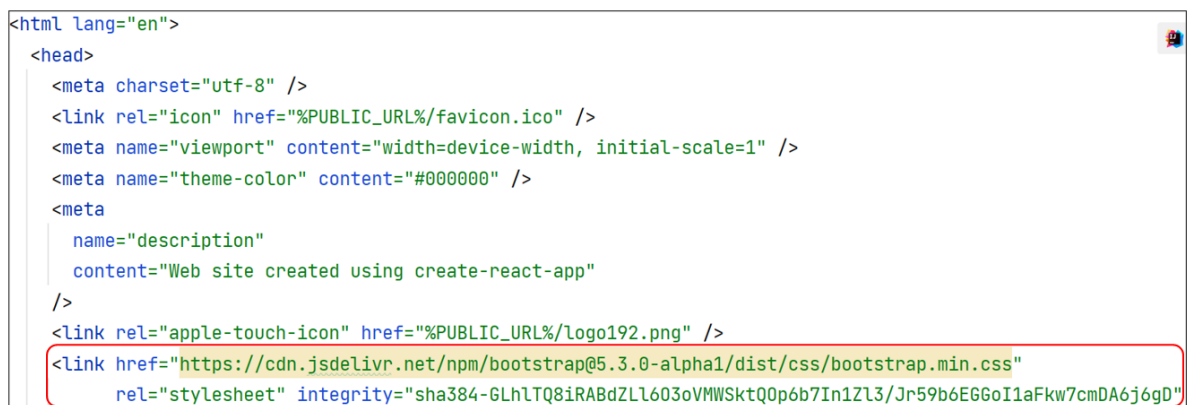 <html lang="en">
<head>
<meta charset="utf-8" />
<link rel="icon" href="%PUBLIC_URL%/favicon.ico" />
<meta name="viewport" content="width=device-width, initial-scale=1" />
<meta name="theme-color" content="#000000" />
<meta
name="description"
content="Web site created using create-react-app"
/>
<link rel="apple-touch-icon" href="%PUBLIC_URL%/logo192.png" />
<link href="https://cdn.jsdelivr.net/npm/bootstrap@5.3.0-alpha1/dist/css/bootstrap.min.css"
rel="stylesheet" integrity="sha384-GLhlTQ8iRABdZLl6O3oVMWSktQOp6b7In1Zl3/Jr59b6EGGoI1aFkw7cmDA6j6gD"